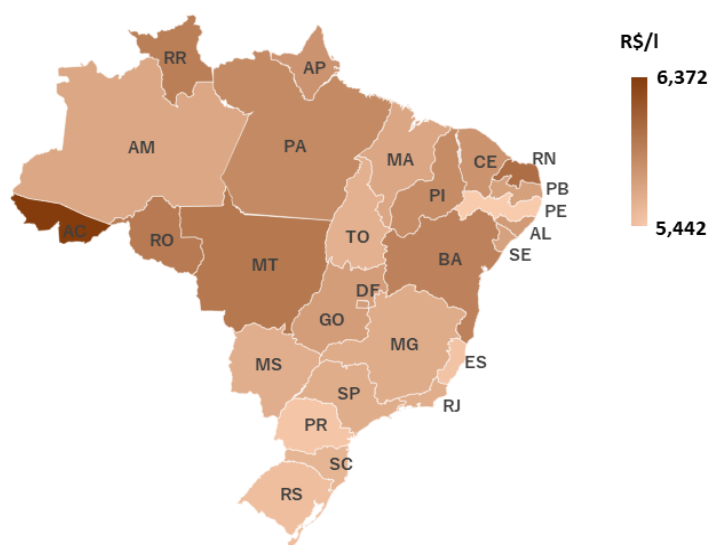 R$/l
6,372
5,442
RR
AP
AM
PA
MA
CE
RN
PB
PI
PE
AL
SE
AC
RO
TO
MT
BA
DF
GO
MG
MS
ES
SP
RJ
PR
SC
RS